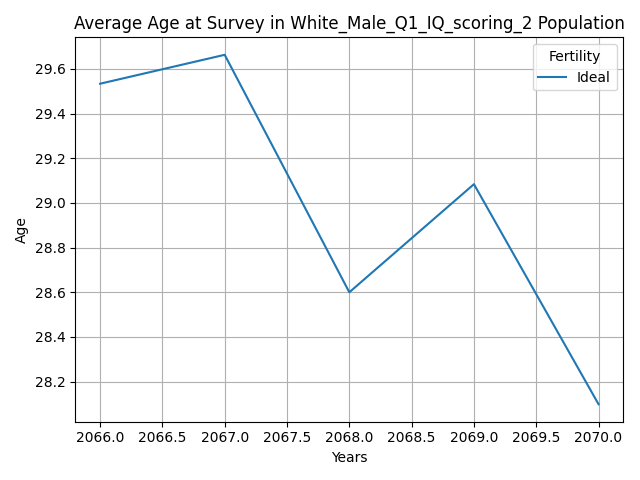 Average Age at Survey in White_Male_Q1_IQ_scoring_2 Population
Fertility
Ideal
29.6
29.4
29.2
29.0
28.8
28.6
28.4
28.2
Age
2066.0 2066.5 2067.0 2067.5 2068.0 2068.5 2069.0 2069.5 2070.0
Years